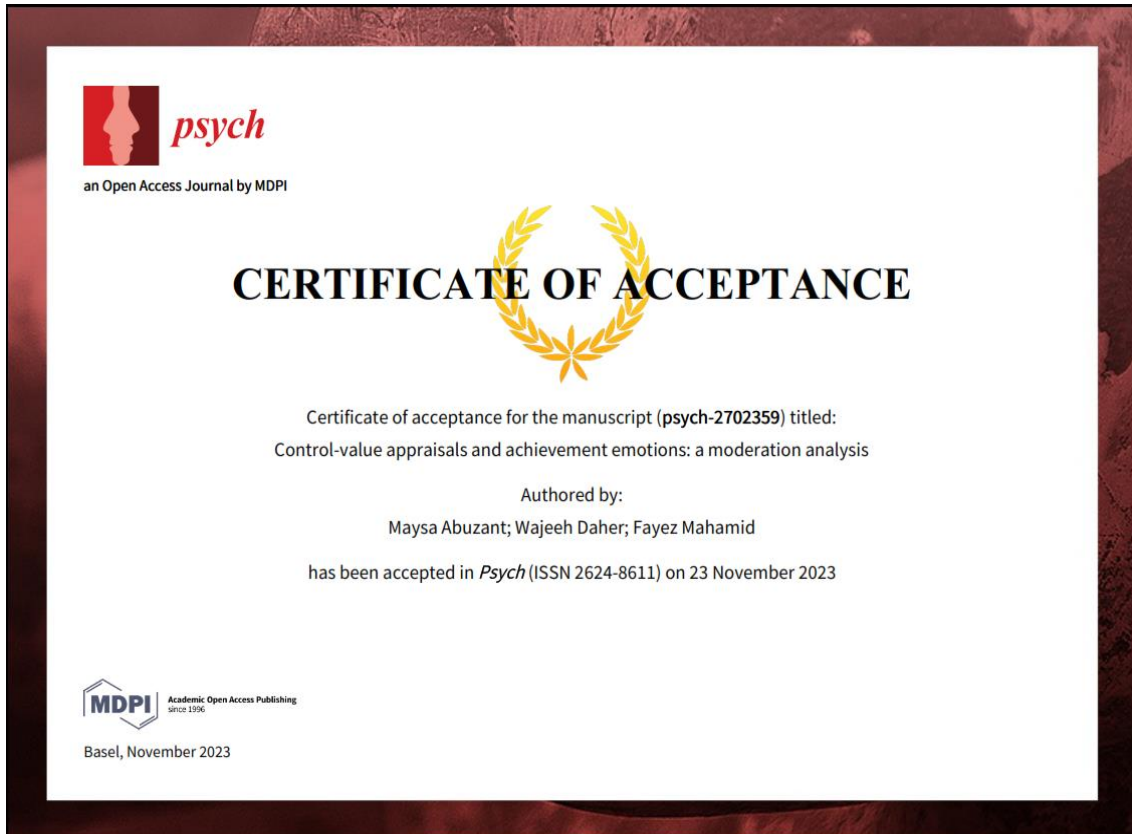 psych
an Open Access Journal by MDPI
CERTIFICATE OF ACCEPTANCE
Certificate of acceptance for the manuscript (psych-2702359) titled:
Control-value appraisals and achievement emotions: a moderation analysis
Authored by:
Maysa Abuzant; Wajeeh Daher; Fayez Mahamid
has been accepted in Psych (ISSN 2624-8611) on 23 November 2023
MDPI
Academic Open Access Publishing
since 1996
Basel, November 2023